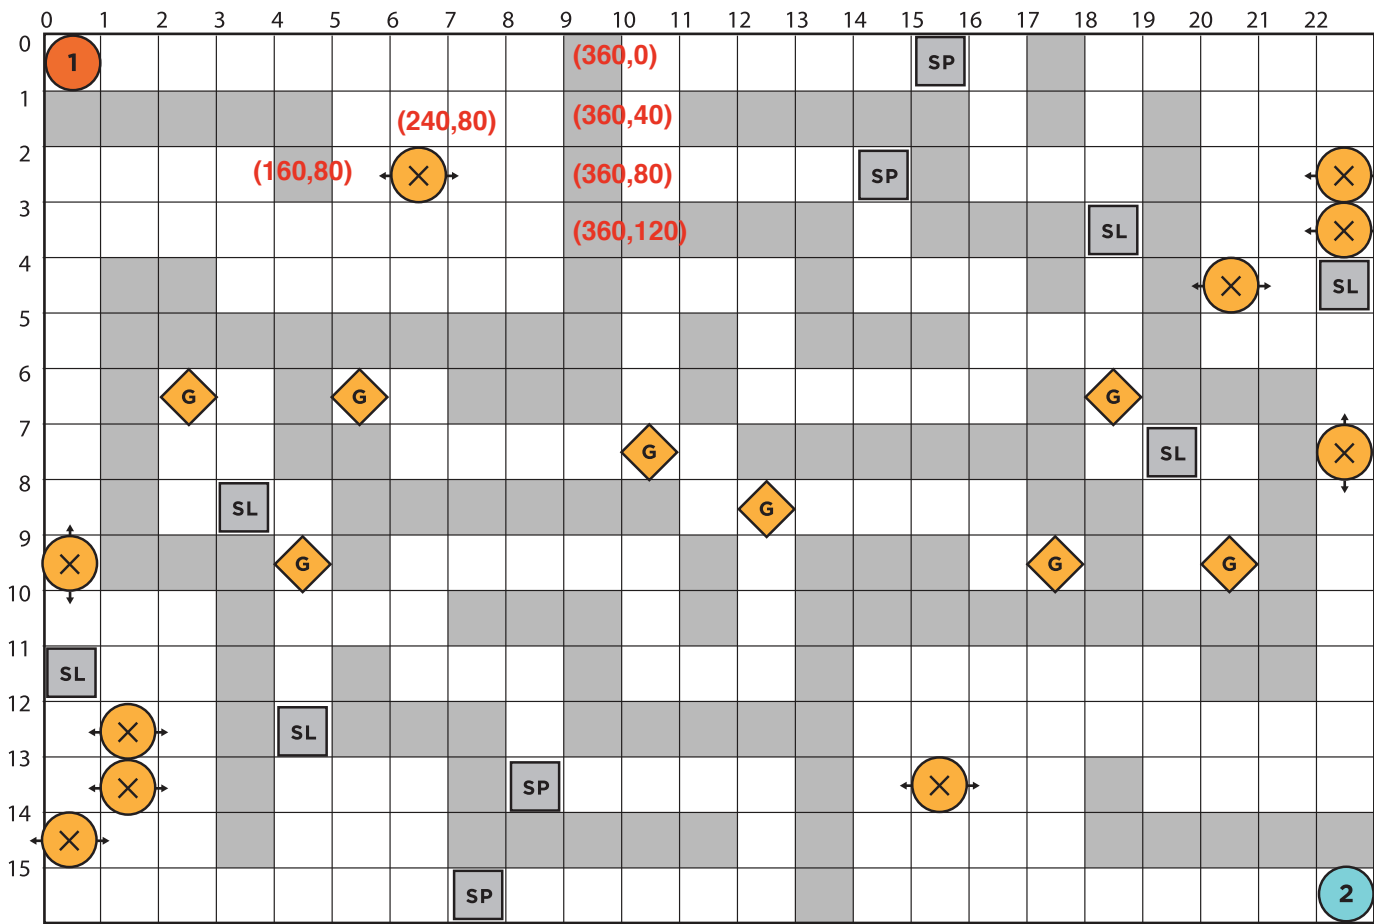 0 1 2 3 4 5 6 7 8 9 10 11 12 13 14 15 16 17 18 19 20 21 22
0
1 (360,0) SP
1
(240,80) (360,40)
2
(160,80) × (360,80) SP ×
3
(360,120) SL ×
4
× SL
5
6
G G G
7
G SL ×
8
SL G
9
× G G G
10
11
SL
12
× SL
13
× SP ×
14
×
15
SP 2